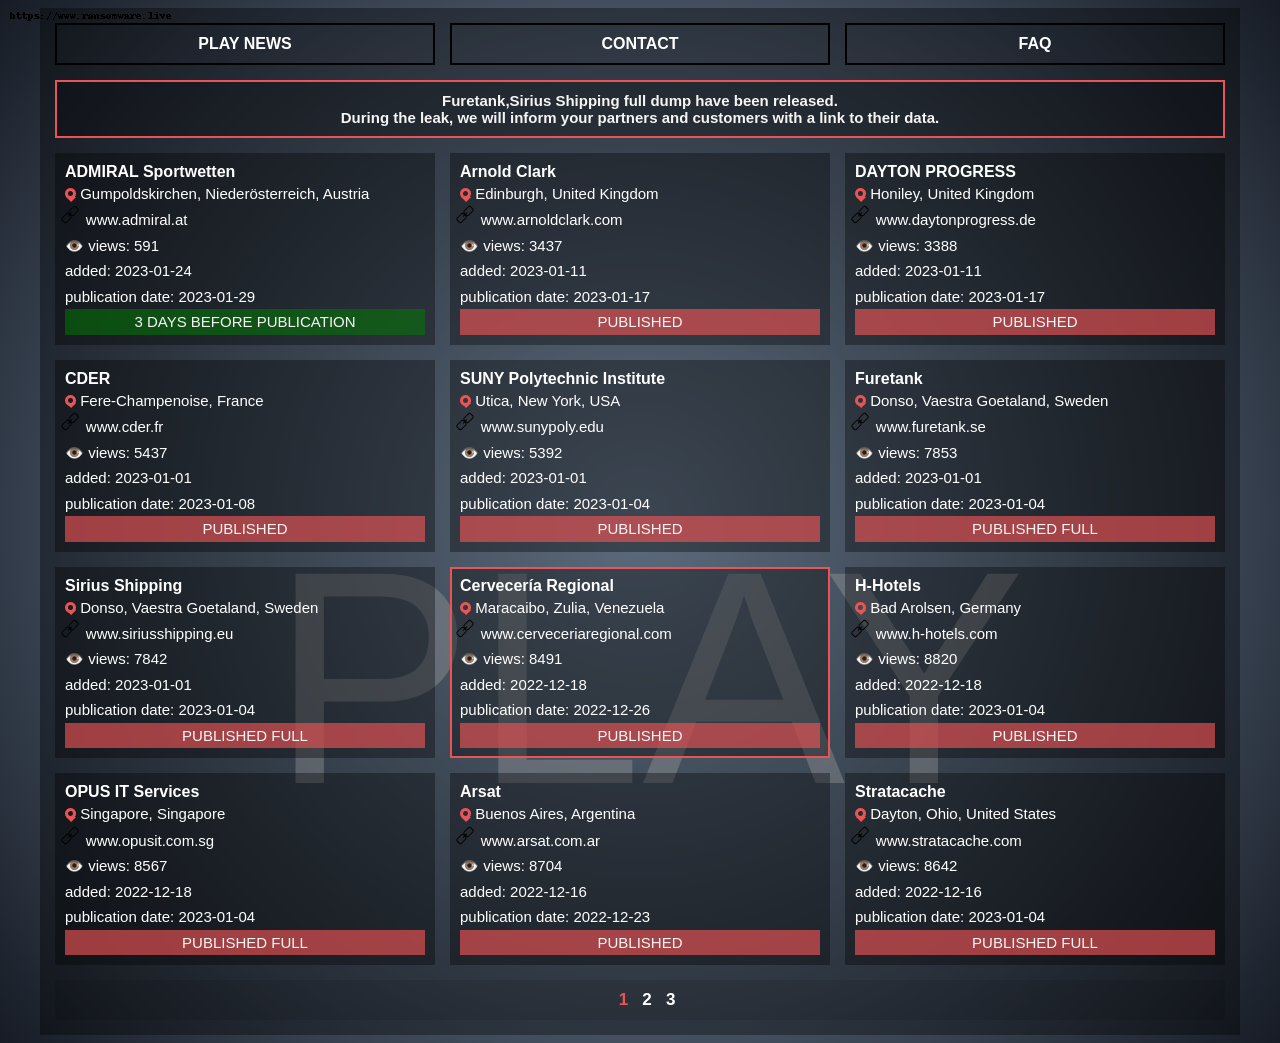 https://www.ransomware.live
PLAY NEWS
CONTACT
FAQ
Furetank,Sirius Shipping full dump have been released.
During the leak, we will inform your partners and customers with a link to their data.
ADMIRAL Sportwetten
Gumpoldskirchen, Niederösterreich, Austria
www.admiral.at
views: 591
added: 2023-01-24
publication date: 2023-01-29
3 DAYS BEFORE PUBLICATION
Arnold Clark
Edinburgh, United Kingdom
www.arnoldclark.com
views: 3437
added: 2023-01-11
publication date: 2023-01-17
PUBLISHED
DAYTON PROGRESS
Honiley, United Kingdom
www.daytonprogress.de
views: 3388
added: 2023-01-11
publication date: 2023-01-17
PUBLISHED
CDER
Fere-Champenoise, France
www.cder.fr
views: 5437
added: 2023-01-01
publication date: 2023-01-08
PUBLISHED
SUNY Polytechnic Institute
Utica, New York, USA
www.sunypoly.edu
views: 5392
added: 2023-01-01
publication date: 2023-01-04
PUBLISHED
Furetank
Donso, Vaestra Goetaland, Sweden
www.furetank.se
views: 7853
added: 2023-01-01
publication date: 2023-01-04
PUBLISHED FULL
Sirius Shipping
Donso, Vaestra Goetaland, Sweden
www.siriusshipping.eu
views: 7842
added: 2023-01-01
publication date: 2023-01-04
PUBLISHED FULL
Cervecería Regional
Maracaibo, Zulia, Venezuela
www.cerveceriaregional.com
views: 8491
added: 2022-12-18
publication date: 2022-12-26
PUBLISHED
H-Hotels
Bad Arolsen, Germany
www.h-hotels.com
views: 8820
added: 2022-12-18
publication date: 2023-01-04
PUBLISHED
PLAY
OPUS IT Services
Singapore, Singapore
www.opusit.com.sg
views: 8567
added: 2022-12-18
publication date: 2023-01-04
PUBLISHED FULL
Arsat
Buenos Aires, Argentina
www.arsat.com.ar
views: 8704
added: 2022-12-16
publication date: 2022-12-23
PUBLISHED
Stratacache
Dayton, Ohio, United States
www.stratacache.com
views: 8642
added: 2022-12-16
publication date: 2023-01-04
PUBLISHED FULL
1 2 3